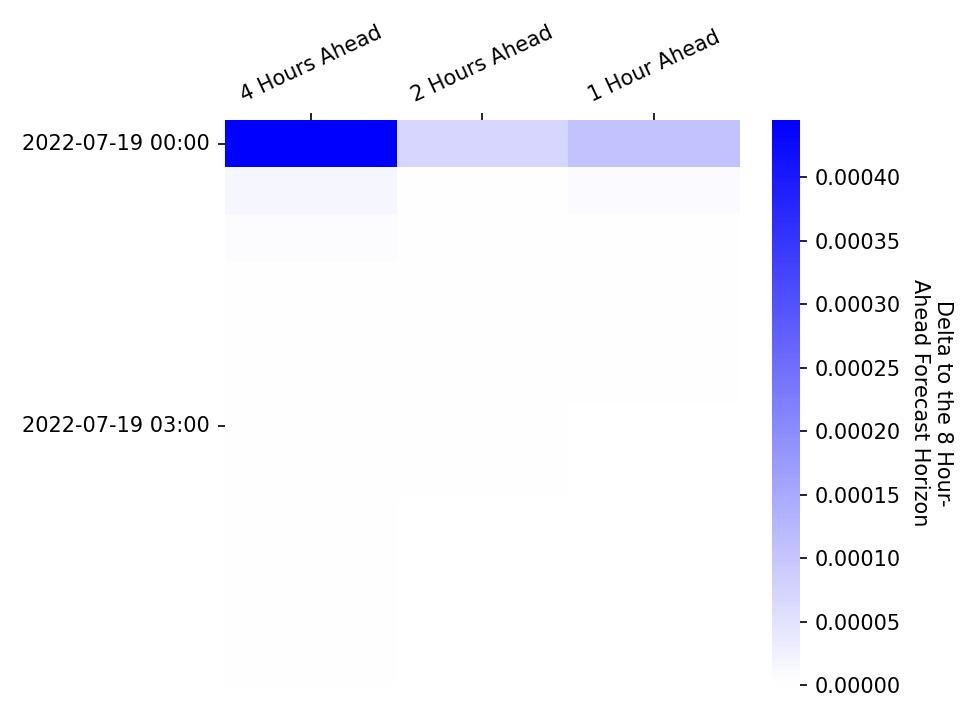 4 Hours Ahead
2 Hours Ahead
1 Hour Ahead
2022-07-19 00:00
2022-07-19 03:00
0.00040
0.00035
0.00030
0.00025
0.00020
0.00015
0.00010
0.00005
0.00000
Delta to the 8 Hour-
Ahead Forecast Horizon